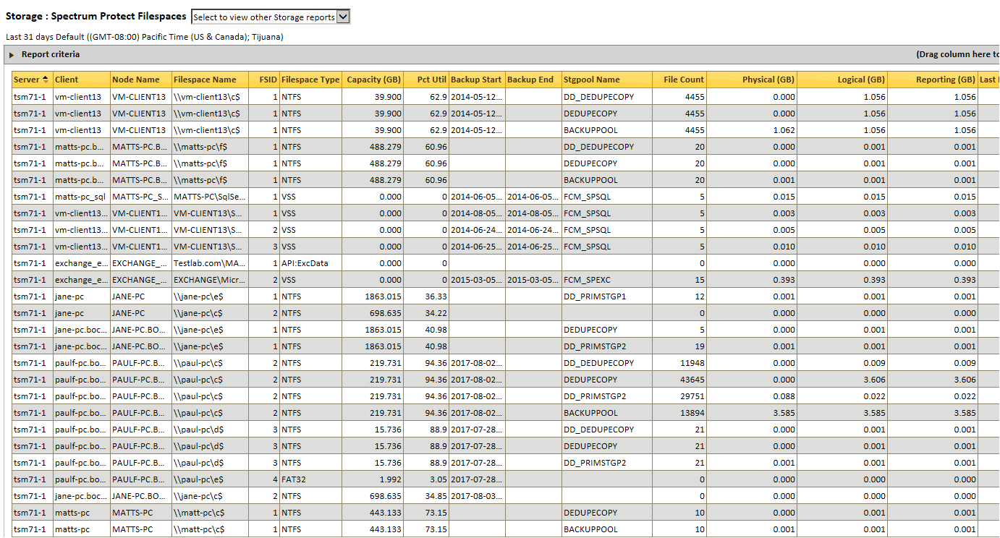 Storage : Spectrum Protect Filespaces Select to view other Storage reports
Last 31 days Default ((GMT-08:00) Pacific Time (US & Canada); Tijuana)
Report criteria (Drag column here to
Server Client Node Name Filespace Name FSID Filespace Type Capacity (GB) Pct Util Backup Start Backup End Stgpool Name File Count Physical (GB) Logical (GB) Reporting (GB) Last
tsm71-1 vm-client13 VM-CLIENT13 \\vm-client13\c$ 1 NTFS 39.900 62.9 2014-05-12... DD_DEDUPECOPY 4455 0.000 1.056 1.056
tsm71-1 vm-client13 VM-CLIENT13 \\vm-client13\c$ 1 NTFS 39.900 62.9 2014-05-12... DEDUPECOPY 4455 0.000 1.056 1.056
tsm71-1 vm-client13 VM-CLIENT13 \\vm-client13\c$ 1 NTFS 39.900 62.9 2014-05-12... BACKUPPOOL 4455 1.062 1.056 1.056
tsm71-1 matts-pc.b... MATTS-PC.B... \\matts-pc\f$ 1 NTFS 488.279 60.96 DD_DEDUPECOPY 20 0.000 0.001 0.001
tsm71-1 matts-pc.b... MATTS-PC.B... \\matts-pc\f$ 1 NTFS 488.279 60.96 DEDUPECOPY 20 0.000 0.001 0.001
tsm71-1 matts-pc.b... MATTS-PC.B... \\matts-pc\f$ 1 NTFS 488.279 60.96 BACKUPPOOL 20 0.001 0.001 0.001
tsm71-1 matts-pc_sql MATTS-PC_S... MATTS-PC\SqlSe... 1 VSS 0.000 0 2014-06-05... 2014-06-05... FCM_SPSQL 5 0.015 0.015 0.015
tsm71-1 vm-client13... VM-CLIENT1... VM-CLIENT13\S... 1 VSS 0.000 0 2014-08-05... 2014-08-05... FCM_SPSQL 5 0.003 0.003 0.003
tsm71-1 vm-client13... VM-CLIENT1... VM-CLIENT13\S... 2 VSS 0.000 0 2014-06-24... 2014-06-24... FCM_SPSQL 5 0.005 0.005 0.005
tsm71-1 vm-client13... VM-CLIENT1... VM-CLIENT13\S... 3 VSS 0.000 0 2014-06-25... 2014-06-25... FCM_SPSQL 5 0.010 0.010 0.010
tsm71-1 exchange_e... EXCHANGE_... Testlab.com\MA... 1 API:ExcData 0.000 0 0 0.000 0.000 0.000
tsm71-1 exchange_e... EXCHANGE_... EXCHANGE\Micr... 2 VSS 0.000 0 2015-03-05... 2015-03-05... FCM_SPEXC 15 0.393 0.393 0.393
tsm71-1 jane-pc JANE-PC \\jane-pc\e$ 1 NTFS 1863.015 36.33 DD_PRIMSTGP1 12 0.001 0.001 0.001
tsm71-1 jane-pc JANE-PC \\jane-pc\c$ 2 NTFS 698.635 34.22 0 0.000 0.000 0.000
tsm71-1 jane-pc.boc... JANE-PC.BO... \\jane-pc\e$ 1 NTFS 1863.015 40.98 DEDUPECOPY 5 0.000 0.001 0.001
tsm71-1 jane-pc.boc... JANE-PC.BO... \\jane-pc\e$ 1 NTFS 1863.015 40.98 DD_PRIMSTGP2 19 0.001 0.001 0.001
tsm71-1 paulf-pc.bo... PAULF-PC.B... \\paul-pc\c$ 2 NTFS 219.731 94.36 2017-08-02... DD_DEDUPECOPY 11948 0.000 0.009 0.009
tsm71-1 paulf-pc.bo... PAULF-PC.B... \\paul-pc\c$ 2 NTFS 219.731 94.36 2017-08-02... DEDUPECOPY 43645 0.000 3.606 3.606
tsm71-1 paulf-pc.bo... PAULF-PC.B... \\paul-pc\c$ 2 NTFS 219.731 94.36 2017-08-02... DD_PRIMSTGP2 29751 0.088 0.022 0.022
tsm71-1 paulf-pc.bo... PAULF-PC.B... \\paul-pc\c$ 2 NTFS 219.731 94.36 2017-08-02... BACKUPPOOL 13894 3.585 3.585 3.585
tsm71-1 paulf-pc.bo... PAULF-PC.B... \\paul-pc\d$ 3 NTFS 15.736 88.9 2017-07-28... DD_DEDUPECOPY 21 0.000 0.001 0.001
tsm71-1 paulf-pc.bo... PAULF-PC.B... \\paul-pc\d$ 3 NTFS 15.736 88.9 2017-07-28... DEDUPECOPY 21 0.000 0.001 0.001
tsm71-1 paulf-pc.bo... PAULF-PC.B... \\paul-pc\d$ 3 NTFS 15.736 88.9 2017-07-28... DD_PRIMSTGP2 21 0.001 0.001 0.001
tsm71-1 paulf-pc.bo... PAULF-PC.B... \\paul-pc\e$ 4 FAT32 1.992 3.05 2017-07-28... 0 0.000 0.000 0.000
tsm71-1 jane-pc.boc... JANE-PC.BO... \\jane-pc\c$ 2 NTFS 698.635 34.85 2017-08-03... 0 0.000 0.000 0.000
tsm71-1 matts-pc MATTS-PC \\matt-pc\c$ 1 NTFS 443.133 73.15 DEDUPECOPY 10 0.000 0.001 0.001
tsm71-1 matts-pc MATTS-PC \\matt-pc\c$ 1 NTFS 443.133 73.15 BACKUPPOOL 10 0.001 0.001 0.001